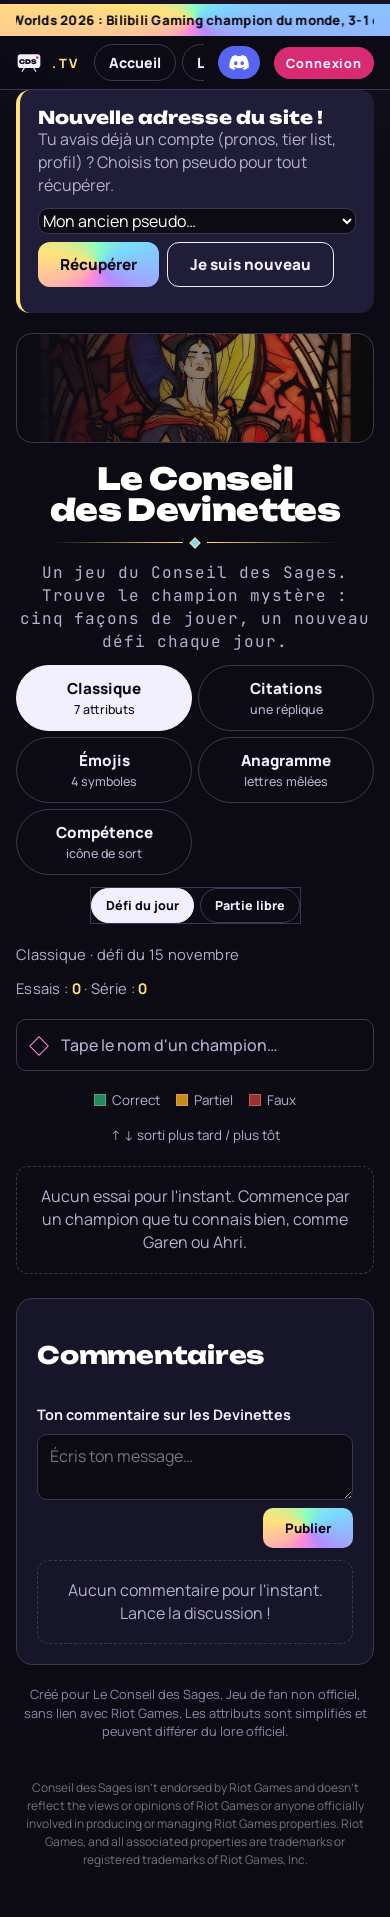 Worlds 2026 : Bilibili Gaming champion du monde, 3-1
CDS .TV Accueil L Connexion
Nouvelle adresse du site !
Tu avais déjà un compte (pronos, tier list,
profil) ? Choisis ton pseudo pour tout
récupérer.
Mon ancien pseudo…
Récupérer Je suis nouveau
Le Conseil
des Devinettes
Un jeu du Conseil des Sages.
Trouve le champion mystère :
cinq façons de jouer, un nouveau
défi chaque jour.
Classique Citations
7 attributs une réplique
Émojis Anagramme
4 symboles lettres mêlées
Compétence
icône de sort
Défi du jour Partie libre
Classique · défi du 15 novembre
Essais : 0 · Série : 0
Tape le nom d'un champion…
Correct Partiel Faux
↑ ↓ sorti plus tard / plus tôt
Aucun essai pour l'instant. Commence par
un champion que tu connais bien, comme
Garen ou Ahri.
Commentaires
Ton commentaire sur les Devinettes
Écris ton message…
Publier
Aucun commentaire pour l'instant.
Lance la discussion !
Créé pour Le Conseil des Sages. Jeu de fan non officiel,
sans lien avec Riot Games. Les attributs sont simplifiés et
peuvent différer du lore officiel.
Conseil des Sages isn't endorsed by Riot Games and doesn't
reflect the views or opinions of Riot Games or anyone officially
involved in producing or managing Riot Games properties. Riot
Games, and all associated properties are trademarks or
registered trademarks of Riot Games, Inc.